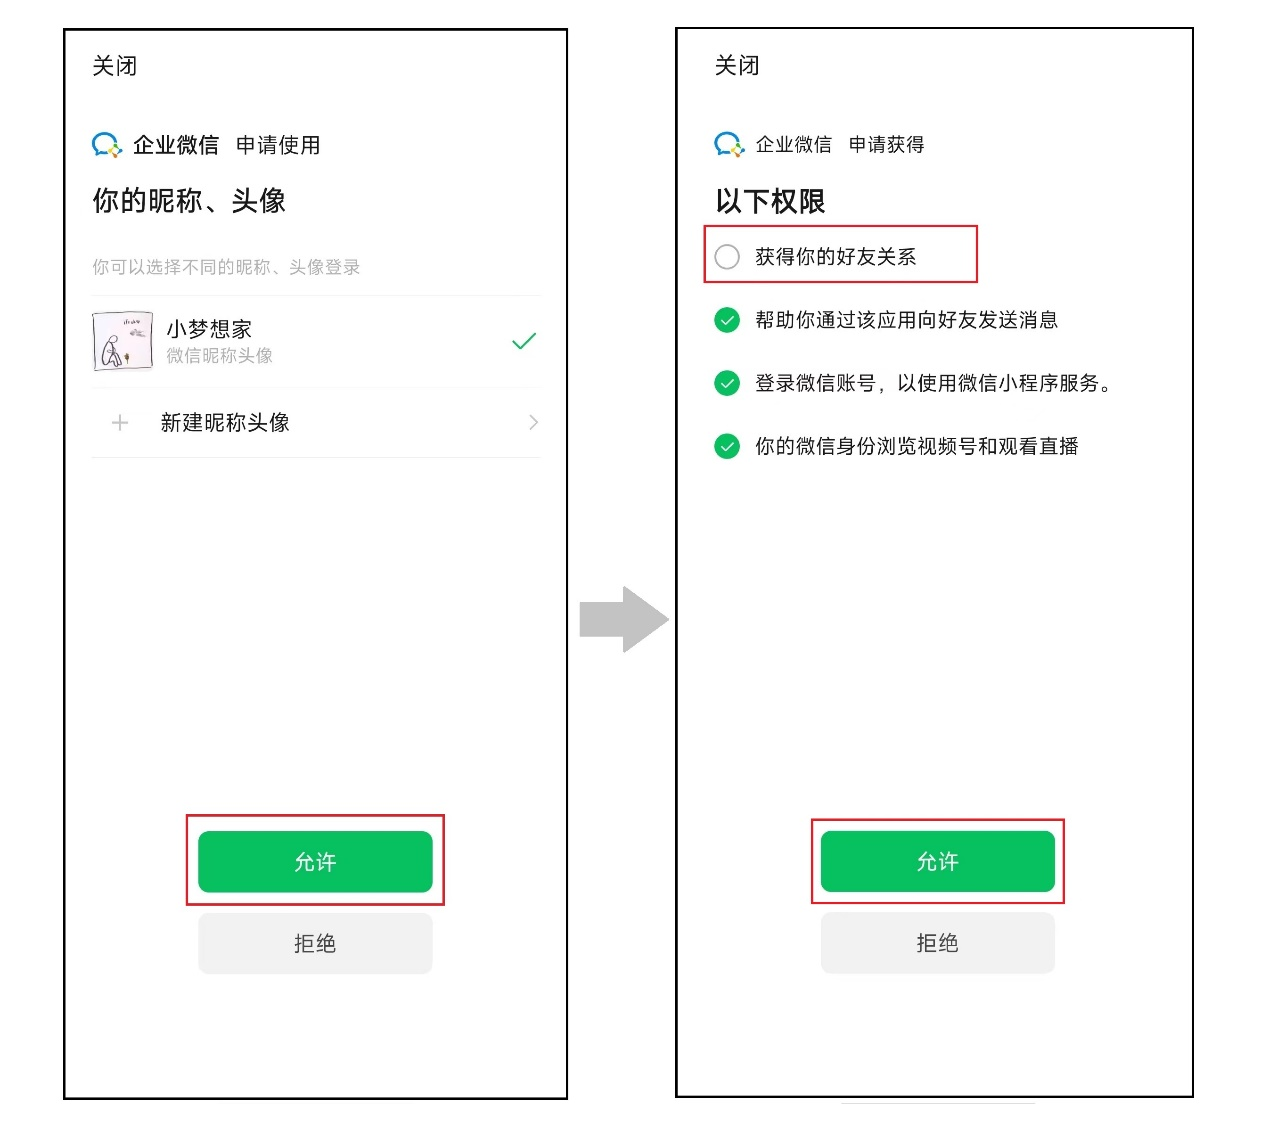 关闭
企业微信 申请使用
你的昵称、头像
你可以选择不同的昵称、头像登录
小梦想家
微信昵称头像
新建昵称头像
允许
拒绝
关闭
企业微信 申请获得
以下权限
获得你的好友关系
帮助你通过该应用向好友发送消息
登录微信账号，以使用微信小程序服务。
你的微信身份浏览视频号和观看直播
允许
拒绝